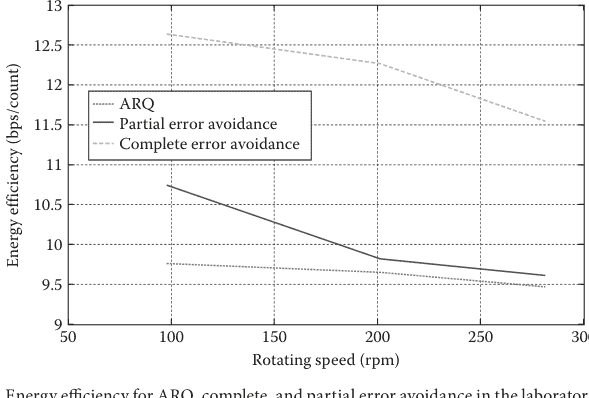 13
12.5
12
11.5
11
10.5
10
9.5
9
Energy efficiency (bps/count)
ARQ
Partial error avoidance
Complete error avoidance
50
100
150
200
250
Rotating speed (rpm)
Energy efficiency for ARQ, complete, and partial error avoidance in the